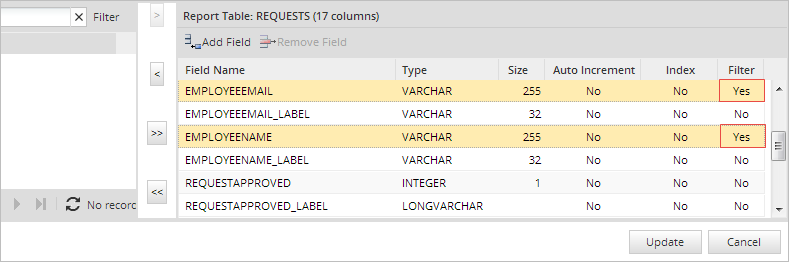 Filter
Report Table: REQUESTS (17 columns)
Add Field Remove Field
Field Name Type Size Auto Increment Index Filter
EMPLOYEEEMAIL VARCHAR 255 No No Yes
EMPLOYEEEMAIL_LABEL VARCHAR 32 No No No
EMPLOYEENAME VARCHAR 255 No No Yes
EMPLOYEENAME_LABEL VARCHAR 32 No No No
REQUESTAPPROVED INTEGER 1 No No No
REQUESTAPPROVED_LABEL LONGVARCHAR No No No
>
<
>>
<<
No recorc
Update Cancel